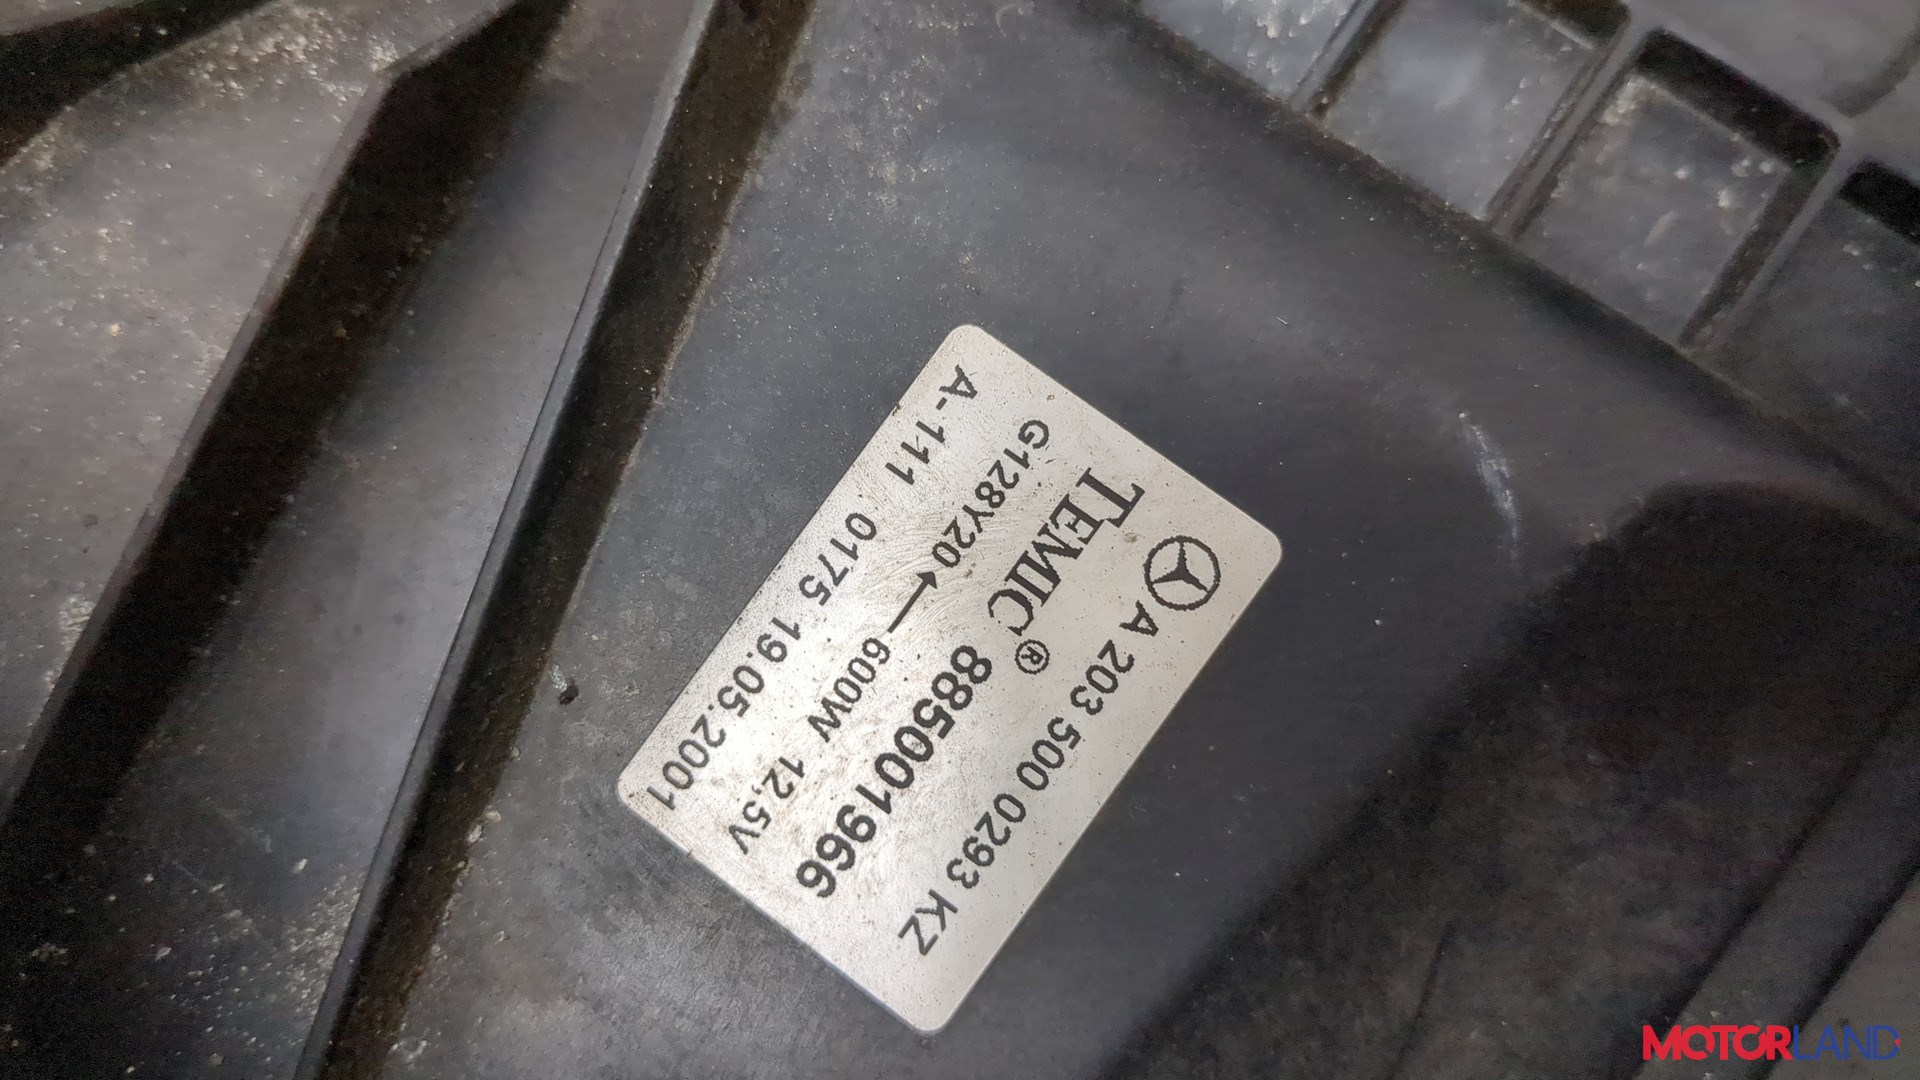 A 203 500 0293 KZ
TEMIC® 885001966
G128Y20 ←600W 12,5V
A-111 0175 19.05.2001
MOTORLAND